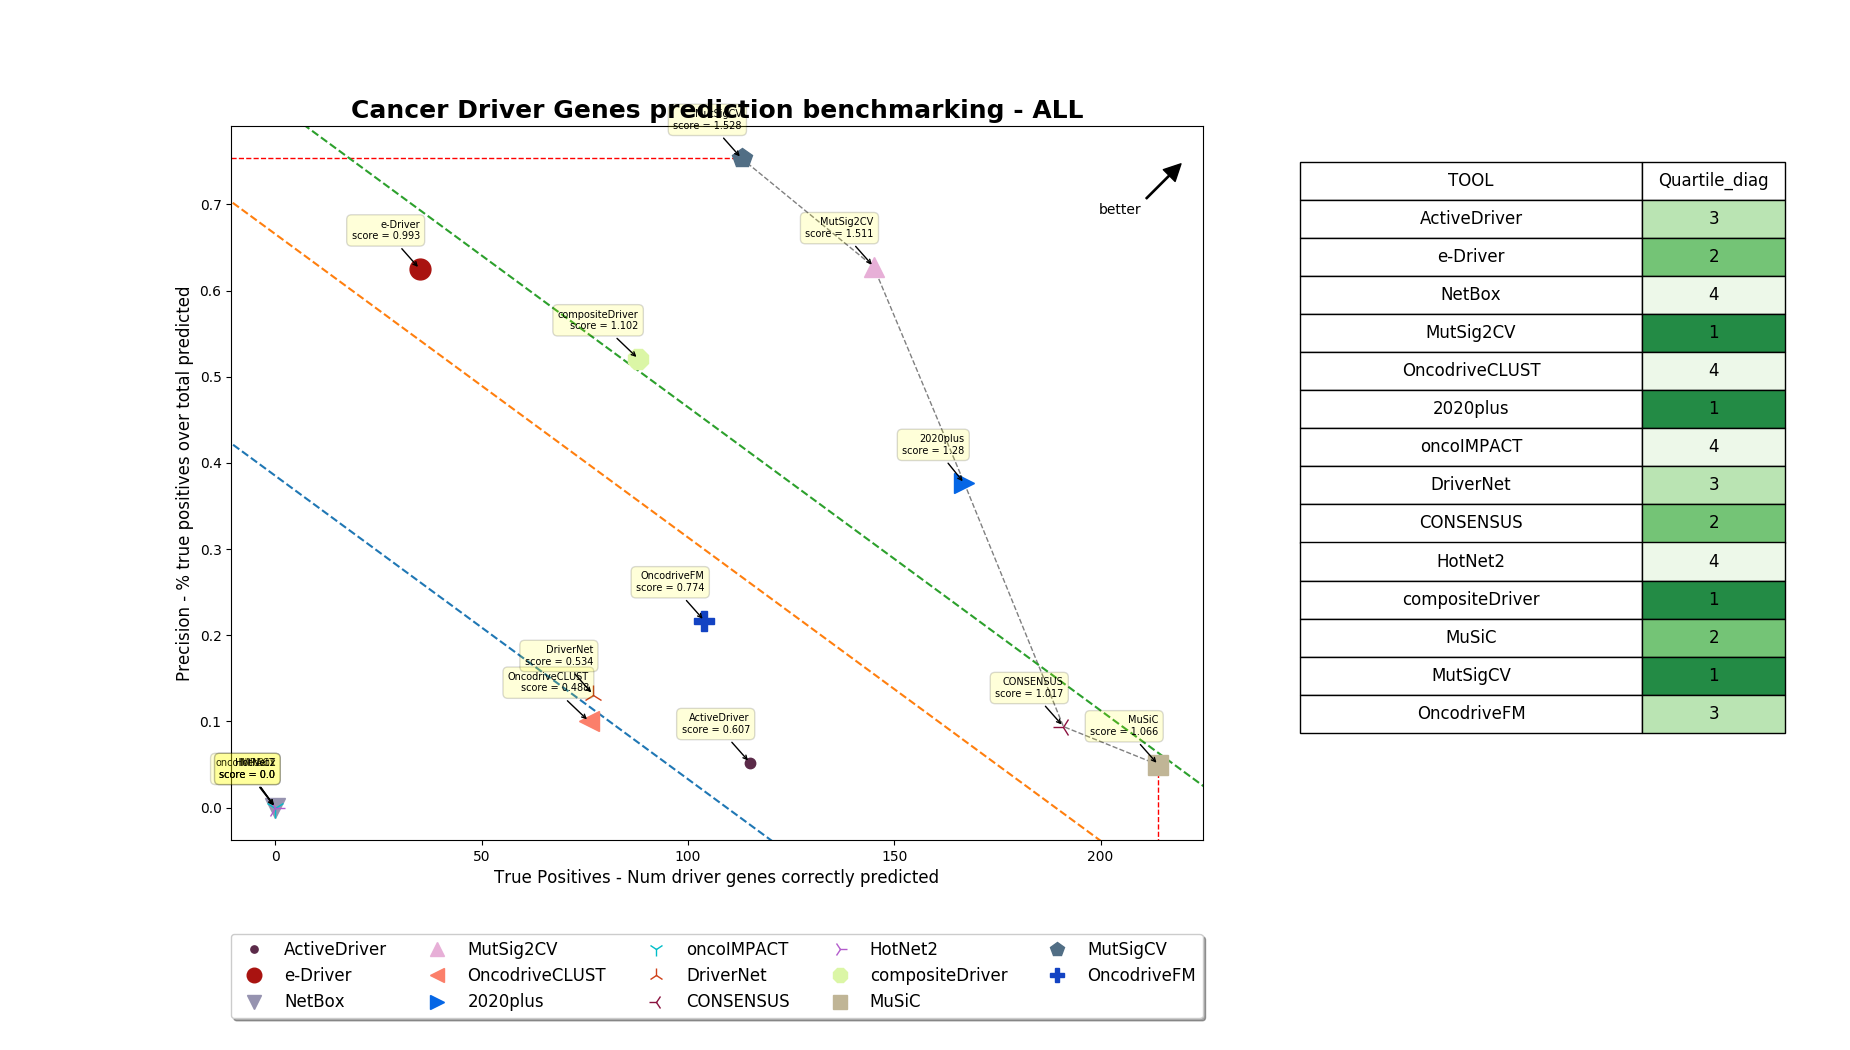 Cancer Driver Genes prediction benchmarking - ALL
MutSigCV
score = 1.528
better
e-Driver
score = 0.993
MutSig2CV
score = 1.511
compositeDriver
score = 1.102
2020plus
score = 1.28
OncodriveFM
score = 0.774
DriverNet
score = 0.534
OncodriveCLUST
score = 0.488
CONSENSUS
score = 1.017
ActiveDriver
score = 0.607
MuSiC
score = 1.066
score = 0.0
Precision - % true positives over total predicted
0.7
0.6
0.5
0.4
0.3
0.2
0.1
0.0
0 50 100 150 200
True Positives - Num driver genes correctly predicted
ActiveDriver MutSig2CV oncoIMPACT HotNet2 MutSigCV
e-Driver OncodriveCLUST DriverNet compositeDriver OncodriveFM
NetBox 2020plus CONSENSUS MuSiC
TOOL Quartile_diag
ActiveDriver 3
e-Driver 2
NetBox 4
MutSig2CV 1
OncodriveCLUST 4
2020plus 1
oncoIMPACT 4
DriverNet 3
CONSENSUS 2
HotNet2 4
compositeDriver 1
MuSiC 2
MutSigCV 1
OncodriveFM 3